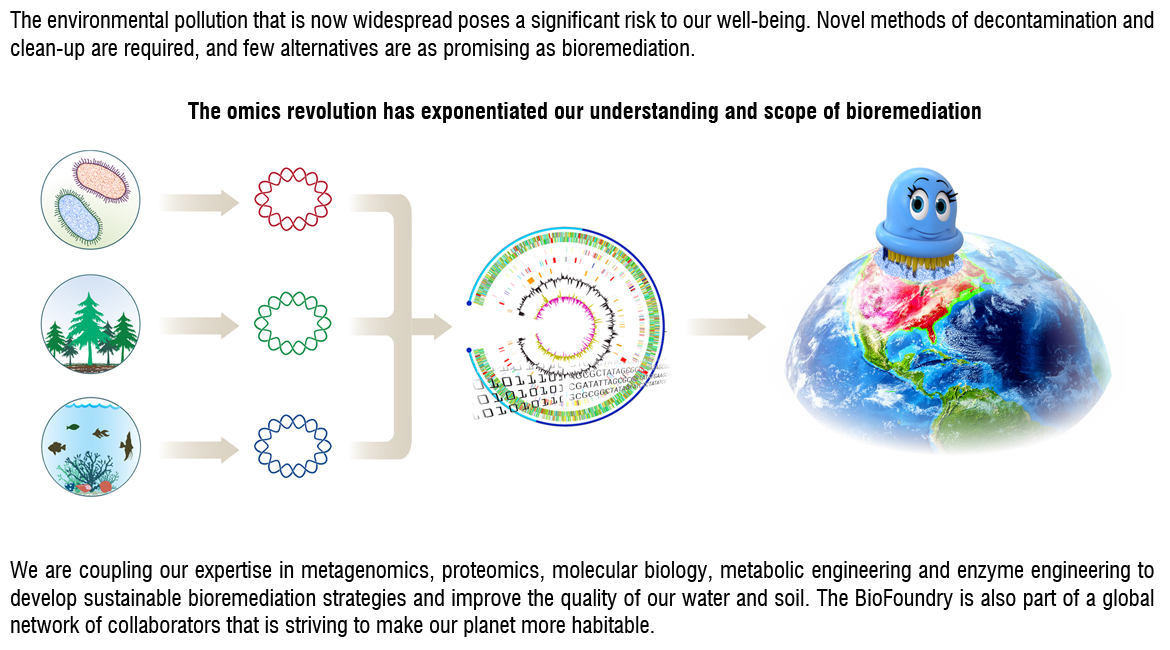 The environmental pollution that is now widespread poses a significant risk to our well-being. Novel methods of decontamination and
clean-up are required, and few alternatives are as promising as bioremediation.
The omics revolution has exponentiated our understanding and scope of bioremediation
We are coupling our expertise in metagenomics, proteomics, molecular biology, metabolic engineering and enzyme engineering to
develop sustainable bioremediation strategies and improve the quality of our water and soil. The BioFoundry is also part of a global
network of collaborators that is striving to make our planet more habitable.